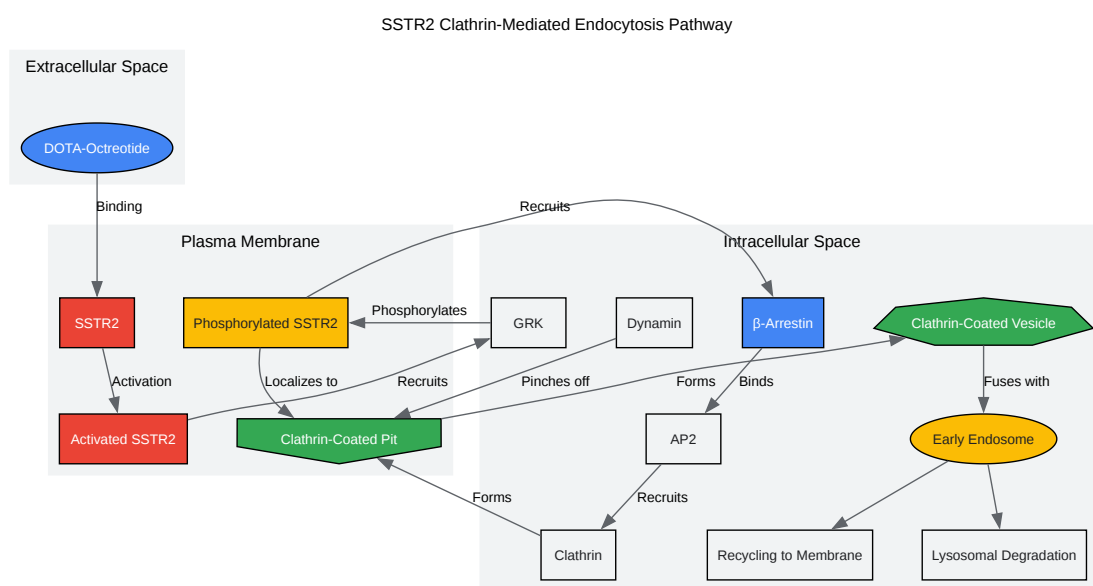 SSTR2 Clathrin-Mediated Endocytosis Pathway
Extracellular Space
DOTA-Octreotide
Binding
Recruits
Plasma Membrane
Intracellular Space
SSTR2
Phosphorylated SSTR2
Phosphorylates
GRK
Dynamin
β-Arrestin
Clathrin-Coated Vesicle
Activation
Localizes to
Recruits
Pinches off
Forms
Binds
Fuses with
Activated SSTR2
Clathrin-Coated Pit
AP2
Early Endosome
Forms
Recruits
Clathrin
Recycling to Membrane
Lysosomal Degradation